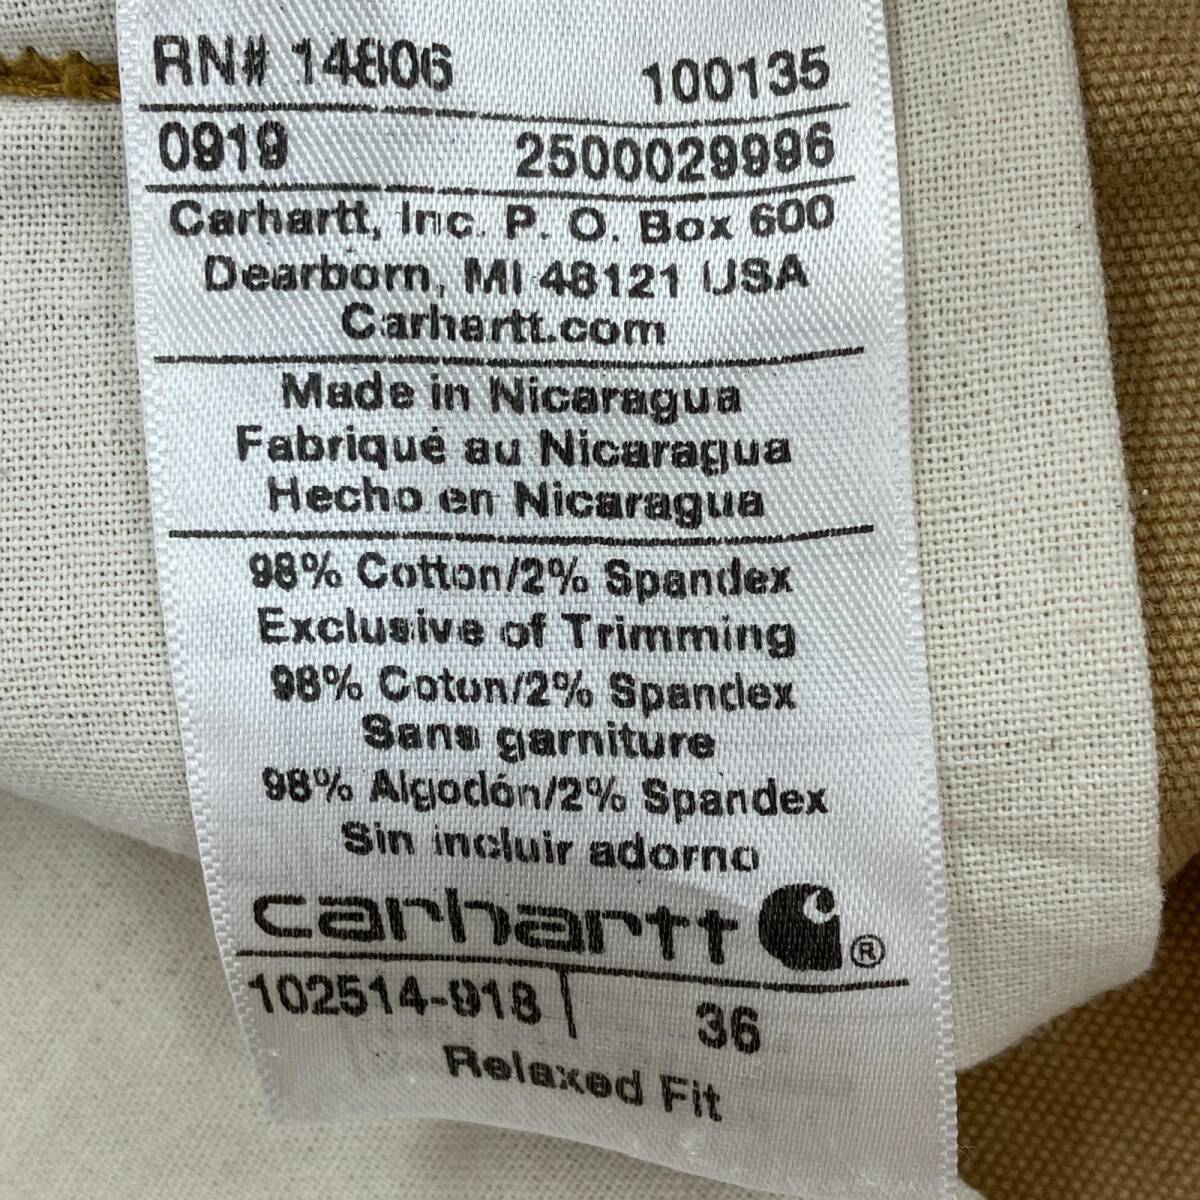 RN# 14806 100135
0919 2500029996
Carhartt, Inc. P. O. Box 600
Dearborn, MI 48121 USA
Carhartt.com
Made in Nicaragua
Fabriqué au Nicaragua
Hecho en Nicaragua
98% Cotton/2% Spandex
Exclusive of Trimming
98% Coton/2% Spandex
Sans garniture
98% Algodón/2% Spandex
Sin incluir adorno
carhartt ®
102514-918 36
Relaxed Fit